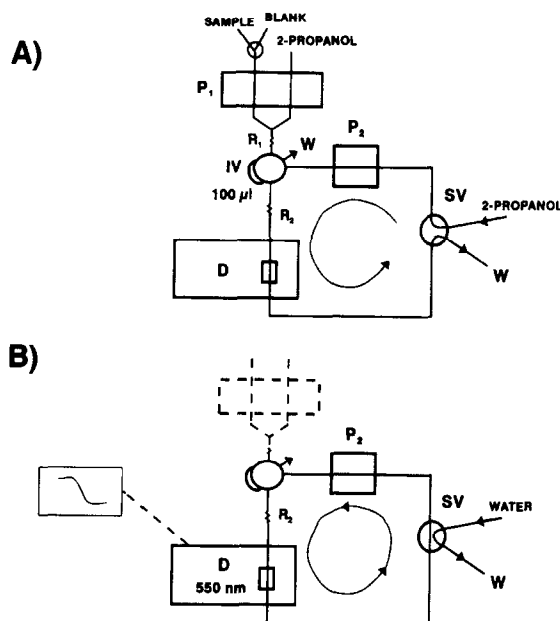 SAMPLE
BLANK
2-PROPANOL
A)
P1
R1
W
P2
IV
100 µl
SV
R2
2-PROPANOL
D
W
B)
P2
R2
SV
WATER
D
550 nm
W